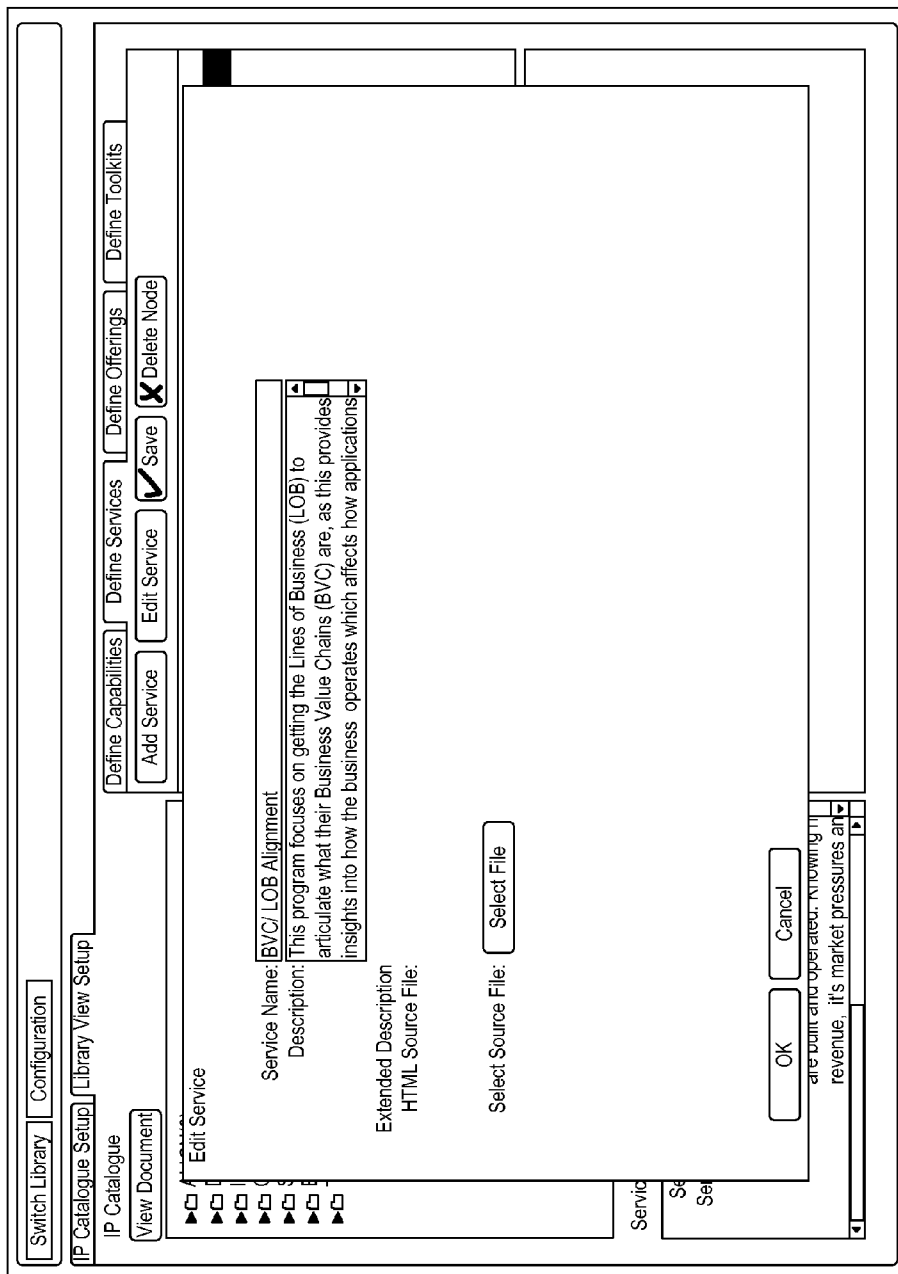 Switch Library
Configuration
IP Catalogue Setup
Library View Setup
IP Catalogue
View Document
Define Capabilities
Define Services
Define Offerings
Define Toolkits
Add Service
Edit Service
Save
Delete Node
Edit Service
Service Name: BVC/ LOB Alignment
Description: This program focuses on getting the Lines of Business (LOB) to
articulate what their Business Value Chains (BVC) are, as this provides
insights into how the business operates which affects how applications
Extended Description
HTML Source File:
Select Source File:
Select File
OK
Cancel
Servic
Se
Ser
are built and operated. Knowing
revenue, it's market pressures an